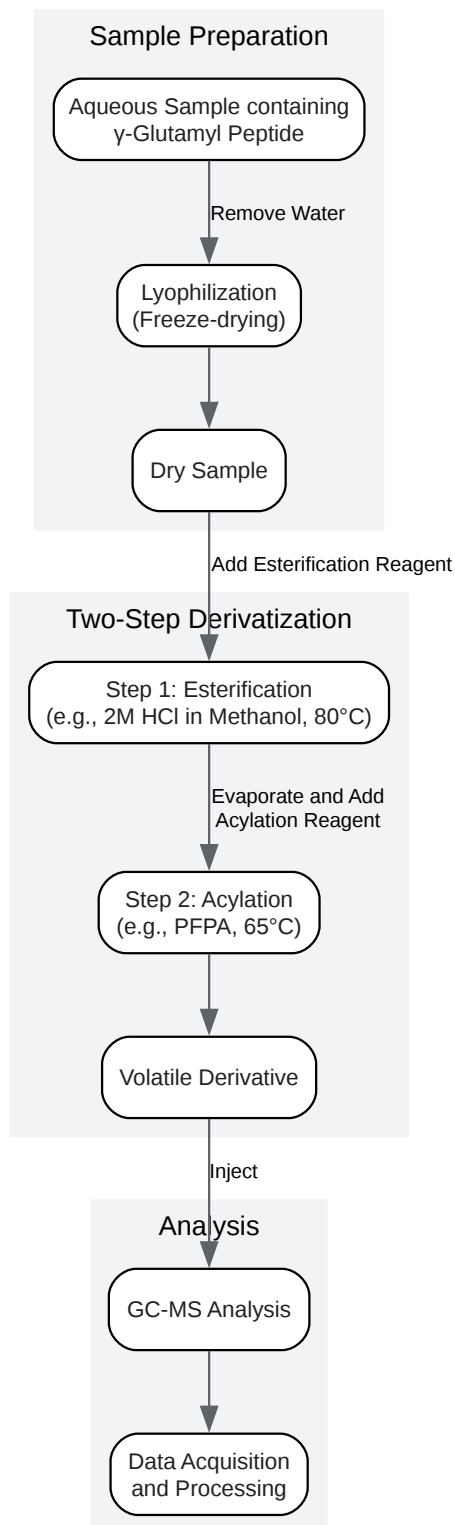 Sample Preparation
Aqueous Sample containing
γ-Glutamyl Peptide
Remove Water
Lyophilization
(Freeze-drying)
Dry Sample
Add Esterification Reagent
Two-Step Derivatization
Step 1: Esterification
(e.g., 2M HCl in Methanol, 80°C)
Evaporate and Add
Acylation Reagent
Step 2: Acylation
(e.g., PFPA, 65°C)
Volatile Derivative
Inject
Analysis
GC-MS Analysis
Data Acquisition
and Processing